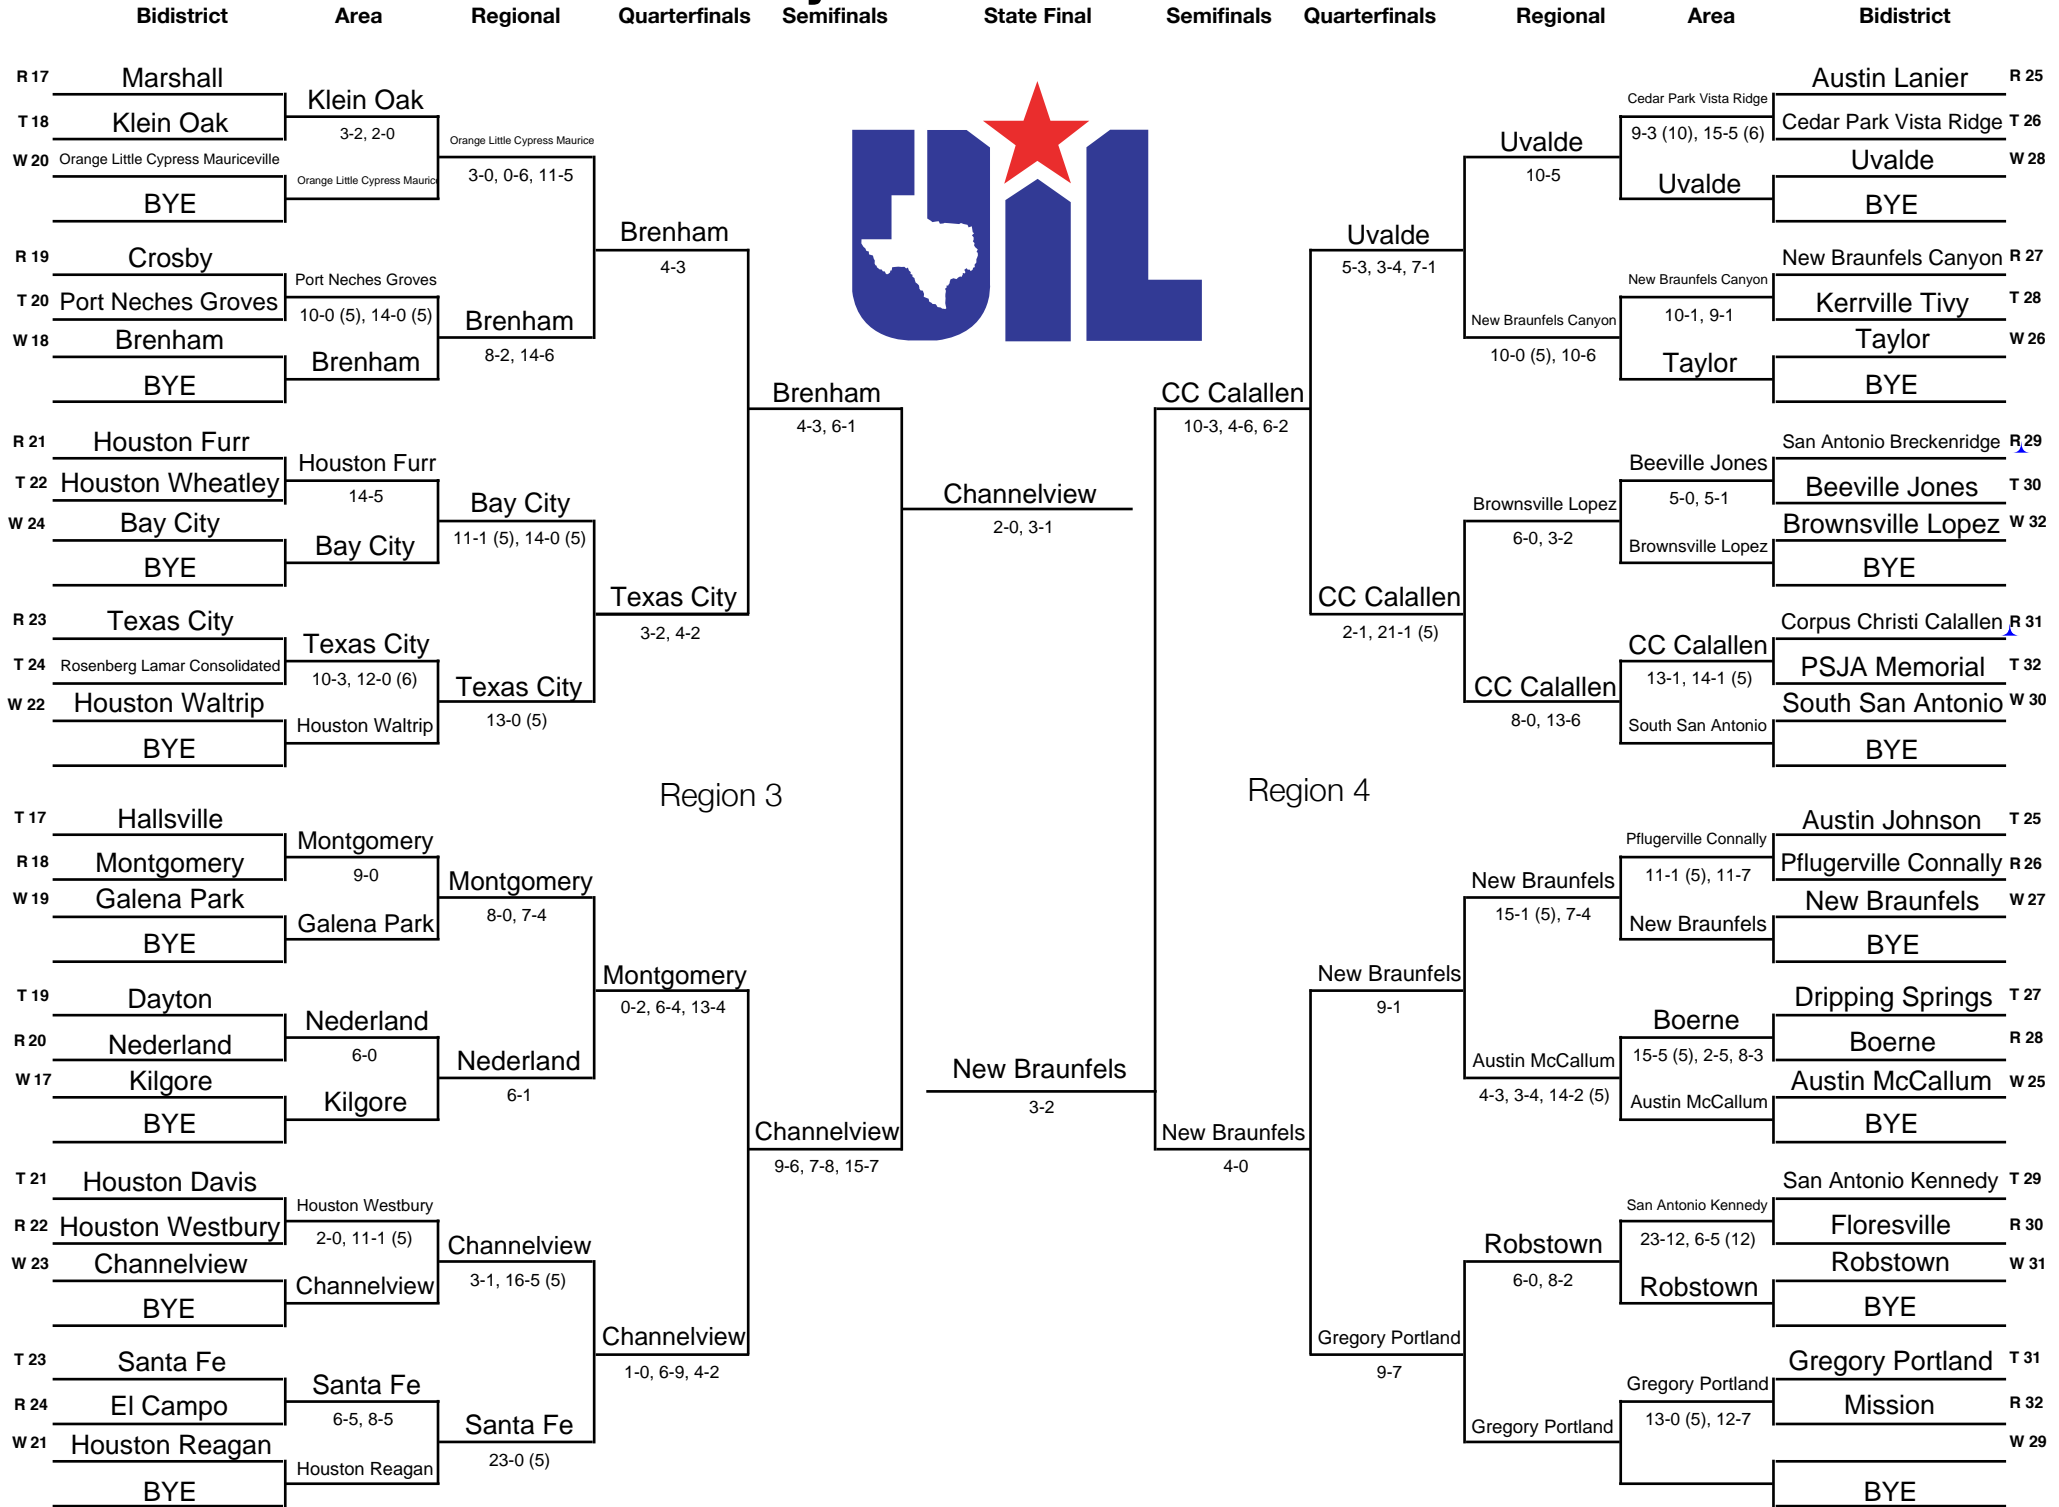 Bidistrict Area Regional Quarterfinals Semifinals State Final Semifinals Quarterfinals Regional Area Bidistrict
R 17 Marshall
Klein Oak
3-2, 2-0
T 18 Klein Oak
Orange Little Cypress Maurice
3-0, 0-6, 11-5
W 20 Orange Little Cypress Mauriceville
Orange Little Cypress Mauric
BYE
Brenham
4-3
R 19 Crosby
Port Neches Groves
10-0 (5), 14-0 (5)
T 20 Port Neches Groves
Brenham
8-2, 14-6
W 18 Brenham
Brenham
BYE
Brenham
4-3, 6-1
R 21 Houston Furr
Houston Furr
14-5
T 22 Houston Wheatley
Bay City
11-1 (5), 14-0 (5)
W 24 Bay City
Bay City
BYE
Texas City
3-2, 4-2
R 23 Texas City
Texas City
10-3, 12-0 (6)
T 24 Rosenberg Lamar Consolidated
Texas City
13-0 (5)
W 22 Houston Waltrip
Houston Waltrip
BYE
Region 3
Channelview
2-0, 3-1
T 17 Hallsville
Montgomery
9-0
R 18 Montgomery
Montgomery
8-0, 7-4
W 19 Galena Park
Galena Park
BYE
Montgomery
0-2, 6-4, 13-4
T 19 Dayton
Nederland
6-0
R 20 Nederland
Nederland
6-1
W 17 Kilgore
Kilgore
BYE
Channelview
9-6, 7-8, 15-7
T 21 Houston Davis
Houston Westbury
2-0, 11-1 (5)
R 22 Houston Westbury
Channelview
3-1, 16-5 (5)
W 23 Channelview
Channelview
BYE
Channelview
1-0, 6-9, 4-2
T 23 Santa Fe
Santa Fe
6-5, 8-5
R 24 El Campo
Santa Fe
23-0 (5)
W 21 Houston Reagan
Houston Reagan
BYE
UIL
Austin Lanier R 25
Cedar Park Vista Ridge
9-3 (10), 15-5 (6)
Cedar Park Vista Ridge T 26
Uvalde
10-5
Uvalde W 28
Uvalde
BYE
Uvalde
5-3, 3-4, 7-1
New Braunfels Canyon R 27
New Braunfels Canyon
10-1, 9-1
Kerrville Tivy T 28
New Braunfels Canyon
10-0 (5), 10-6
Taylor W 26
Taylor
BYE
CC Calallen
10-3, 4-6, 6-2
San Antonio Breckenridge R 29
Beeville Jones
5-0, 5-1
Beeville Jones T 30
Brownsville Lopez
6-0, 3-2
Brownsville Lopez W 32
Brownsville Lopez
BYE
CC Calallen
2-1, 21-1 (5)
Corpus Christi Calallen R 31
CC Calallen
13-1, 14-1 (5)
PSJA Memorial T 32
CC Calallen
8-0, 13-6
South San Antonio W 30
South San Antonio
BYE
Region 4
New Braunfels
3-2
Austin Johnson T 25
Pflugerville Connally
11-1 (5), 11-7
Pflugerville Connally R 26
New Braunfels
15-1 (5), 7-4
New Braunfels W 27
New Braunfels
BYE
New Braunfels
9-1
Dripping Springs T 27
Boerne
15-5 (5), 2-5, 8-3
Boerne R 28
Austin McCallum
4-3, 3-4, 14-2 (5)
Austin McCallum W 25
Austin McCallum
BYE
New Braunfels
4-0
San Antonio Kennedy T 29
San Antonio Kennedy
23-12, 6-5 (12)
Floresville R 30
Robstown
6-0, 8-2
Robstown W 31
Robstown
BYE
Gregory Portland
9-7
Gregory Portland T 31
Gregory Portland
13-0 (5), 12-7
Mission R 32
Gregory Portland
W 29
BYE